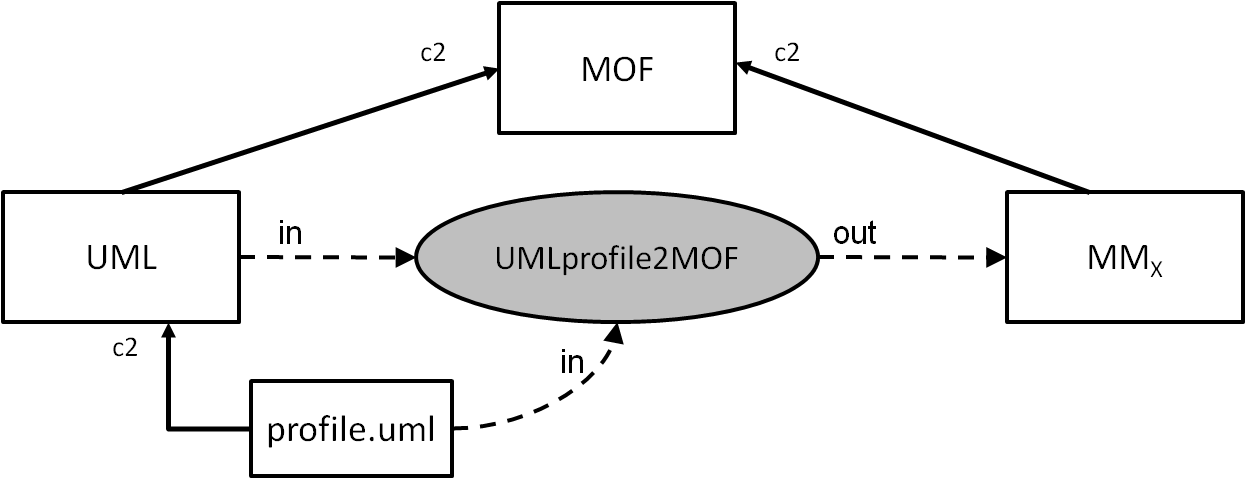 c2
MOF
c2
UML
in
UMLprofile2MOF
out
MMX
c2
in
profile.uml